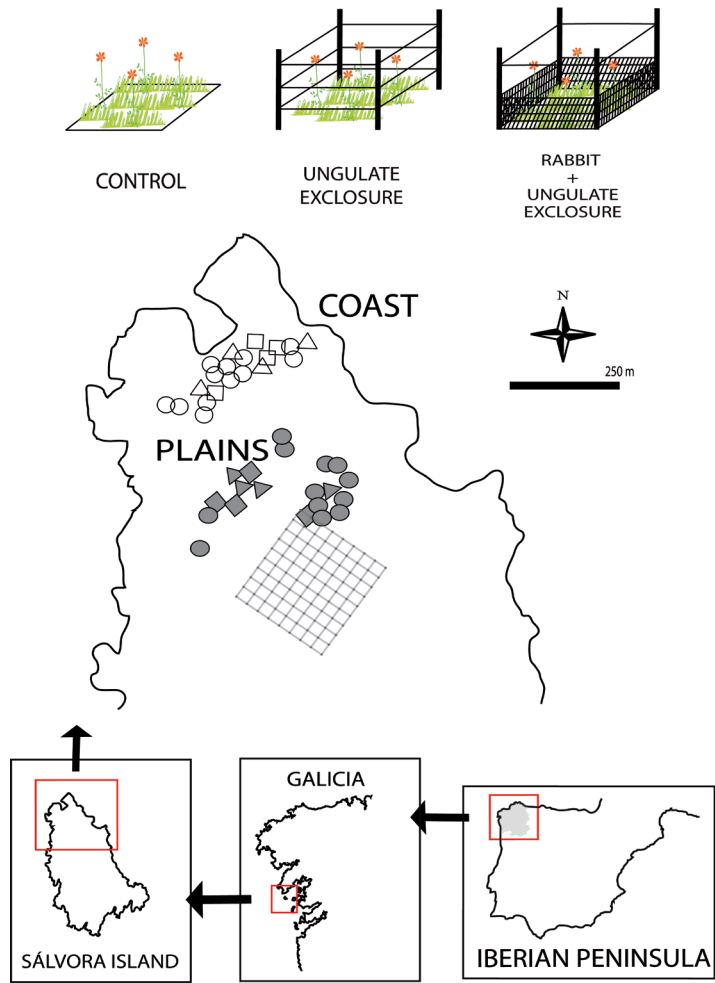 CONTROL
UNGULATE
EXCLOSURE
RABBIT
+
UNGULATE
EXCLOSURE
COAST
N
250 m
PLAINS
SÁLVORA ISLAND
GALICIA
IBERIAN PENINSULA